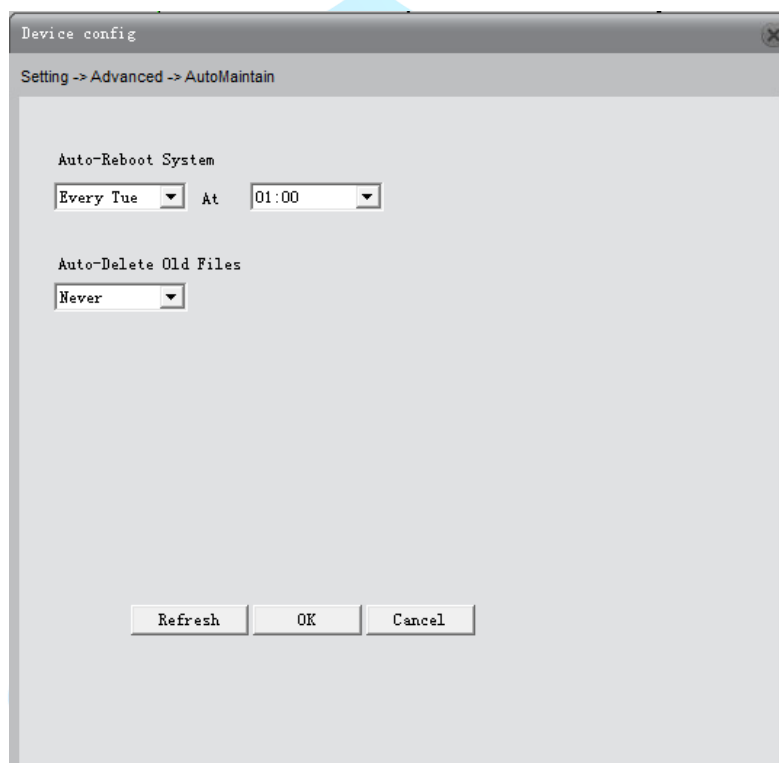 Device config
Setting -> Advanced -> AutoMaintain
Auto-Reboot System
Every Tue At 01:00
Auto-Delete Old Files
Never
Refresh OK Cancel